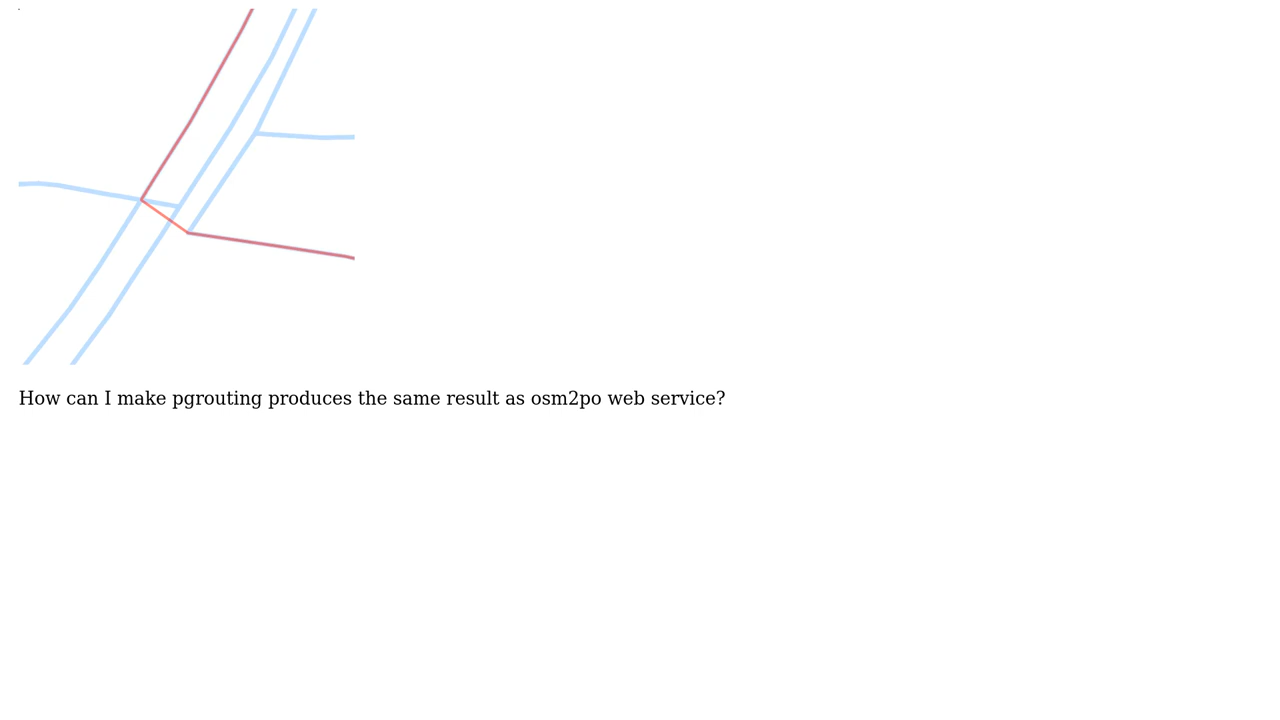 How can I make pgrouting produces the same result as osm2po web service?